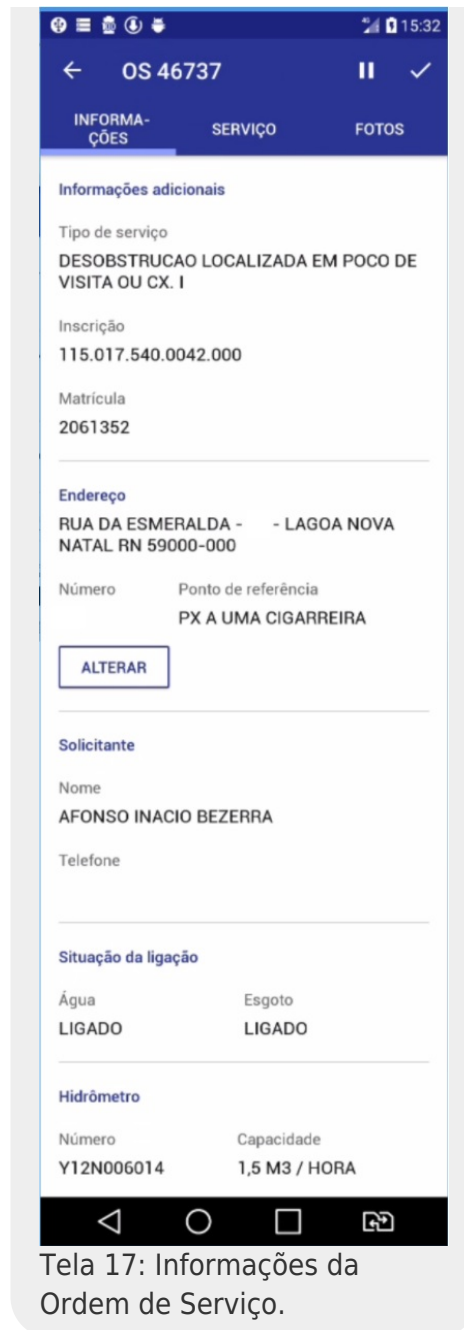 15:32
OS 46737
INFORMA-
ÇÕES
SERVIÇO
FOTOS
Informações adicionais
Tipo de serviço
DESOBSTRUCAO LOCALIZADA EM POCO DE
VISITA OU CX. I
Inscrição
115.017.540.0042.000
Matrícula
2061352
Endereço
RUA DA ESMERALDA - - LAGOA NOVA
NATAL RN 59000-000
Número Ponto de referência
PX A UMA CIGARREIRA
ALTERAR
Solicitante
Nome
AFONSO INACIO BEZERRA
Telefone
Situação da ligação
Água Esgoto
LIGADO LIGADO
Hidrômetro
Número Capacidade
Y12N006014 1,5 M3 / HORA
Tela 17: Informações da
Ordem de Serviço.